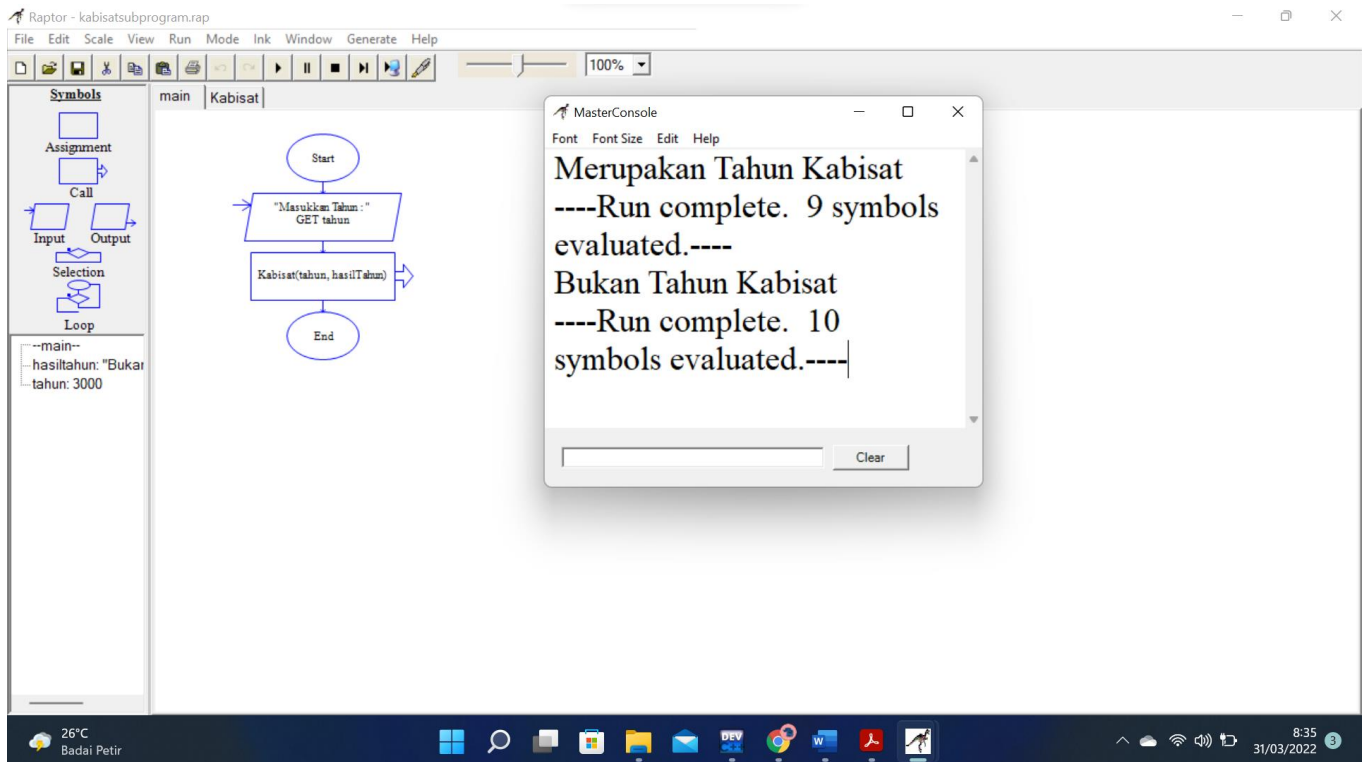 Raptor - kabisatsubprogram.rap
File Edit Scale View Run Mode Ink Window Generate Help
100%
Symbols
Assignment
Call
Input Output
Selection
Loop
--main--
hasiltahun: "Bukar
tahun: 3000
main Kabisat
Start
"Masukkan Tahun : "
GET tahun
Kabisat(tahun, hasilTahun)
End
MasterConsole
Font Font Size Edit Help
Merupakan Tahun Kabisat
----Run complete. 9 symbols
evaluated.----
Bukan Tahun Kabisat
----Run complete. 10
symbols evaluated.----
Clear
26°C
Badai Petir
DEV
8:35
31/03/2022
3